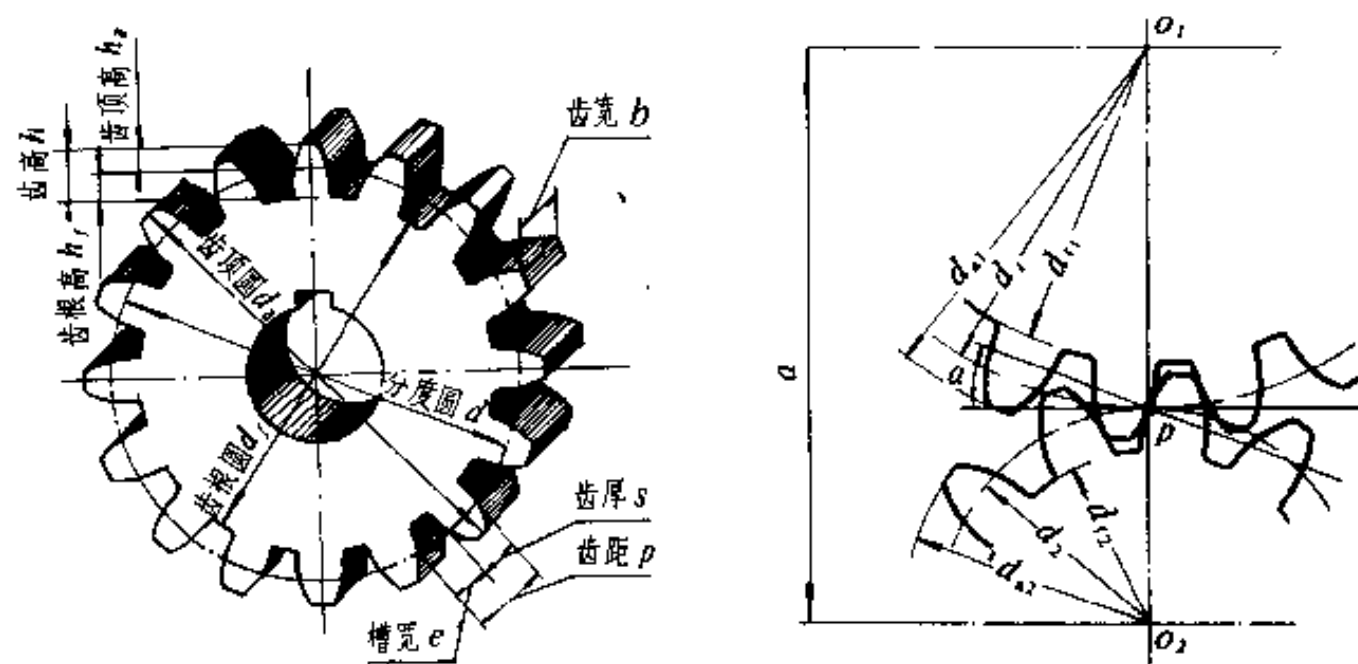 齿顶高 hₐ
齿高 h
齿根高 h_f
齿宽 b
齿顶圆 dₐ
分度圆 d
齿根圆 d_f
齿厚 s
齿距 p
槽宽 e
O₁
a
dₐ₁
d₁
d_f₁
a
P
d_f₂
d₂
dₐ₂
O₂